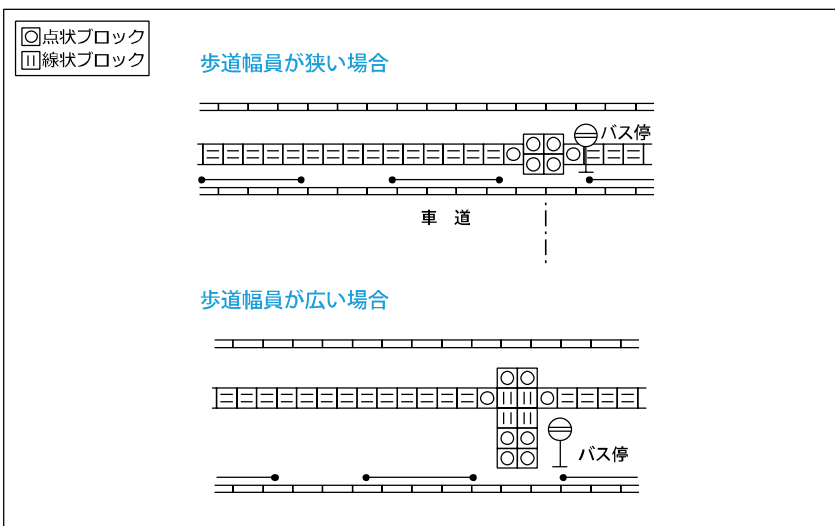 点状ブロック
線状ブロック
歩道幅員が狭い場合
バス停
車 道
歩道幅員が広い場合
バス停